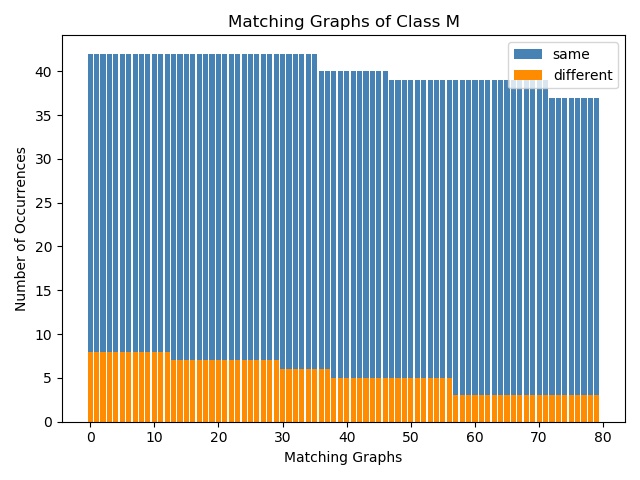 Matching Graphs of Class M
same
different
40
35
30
25
20
15
10
5
0
Number of Occurrences
0 10 20 30 40 50 60 70 80
Matching Graphs